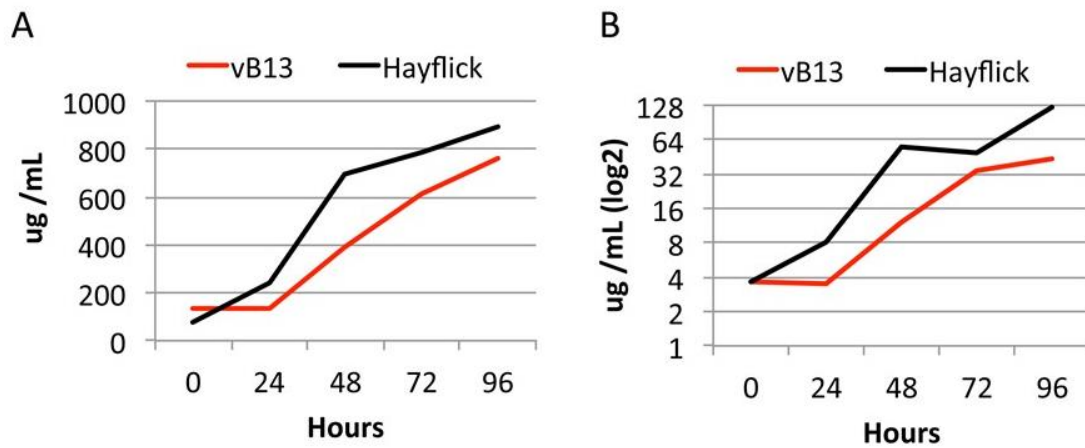 A
vB13 Hayflick
1000
800
600
400
200
0
ug /mL
0 24 48 72 96
Hours
B
vB13 Hayflick
128
64
32
16
8
4
2
1
ug /mL (log2)
0 24 48 72 96
Hours